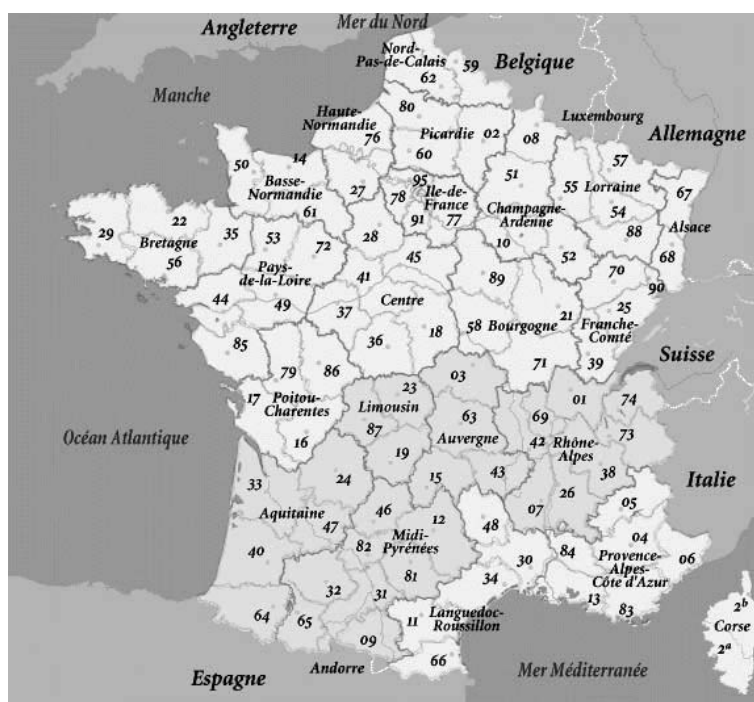 Angleterre
Mer du Nord
Nord-
Pas-de-Calais
59
Belgique
62
Manche
80
Haute-
Normandie
76
Picardie
02
08
Luxembourg
Allemagne
60
14
50
57
Basse-
Normandie
95
51
55
Lorraine
67
27
78
Ile-de-
France
61
91
77
Champagne-
Ardenne
54
Alsace
22
29
Bretagne
35
53
72
28
10
88
56
45
52
68
Pays-
de-la-Loire
41
89
70
90
44
49
37
Centre
21
25
58
Bourgogne
Franche-
Comté
36
18
85
79
86
71
39
Suisse
03
17
Poitou-
Charentes
23
01
74
Limousin
63
69
87
16
Auvergne
42
Rhône-
Alpes
73
Océan Atlantique
19
24
15
43
38
Italie
33
26
05
46
12
48
07
Aquitaine
47
04
82
Midi-
Pyrénées
40
30
84
Provence-
Alpes-
Côte d'Azur
06
32
81
34
31
13
83
2b
64
65
11
Languedoc-
Roussillon
Corse
09
2a
66
Andorre
Espagne
Mer Méditerranée